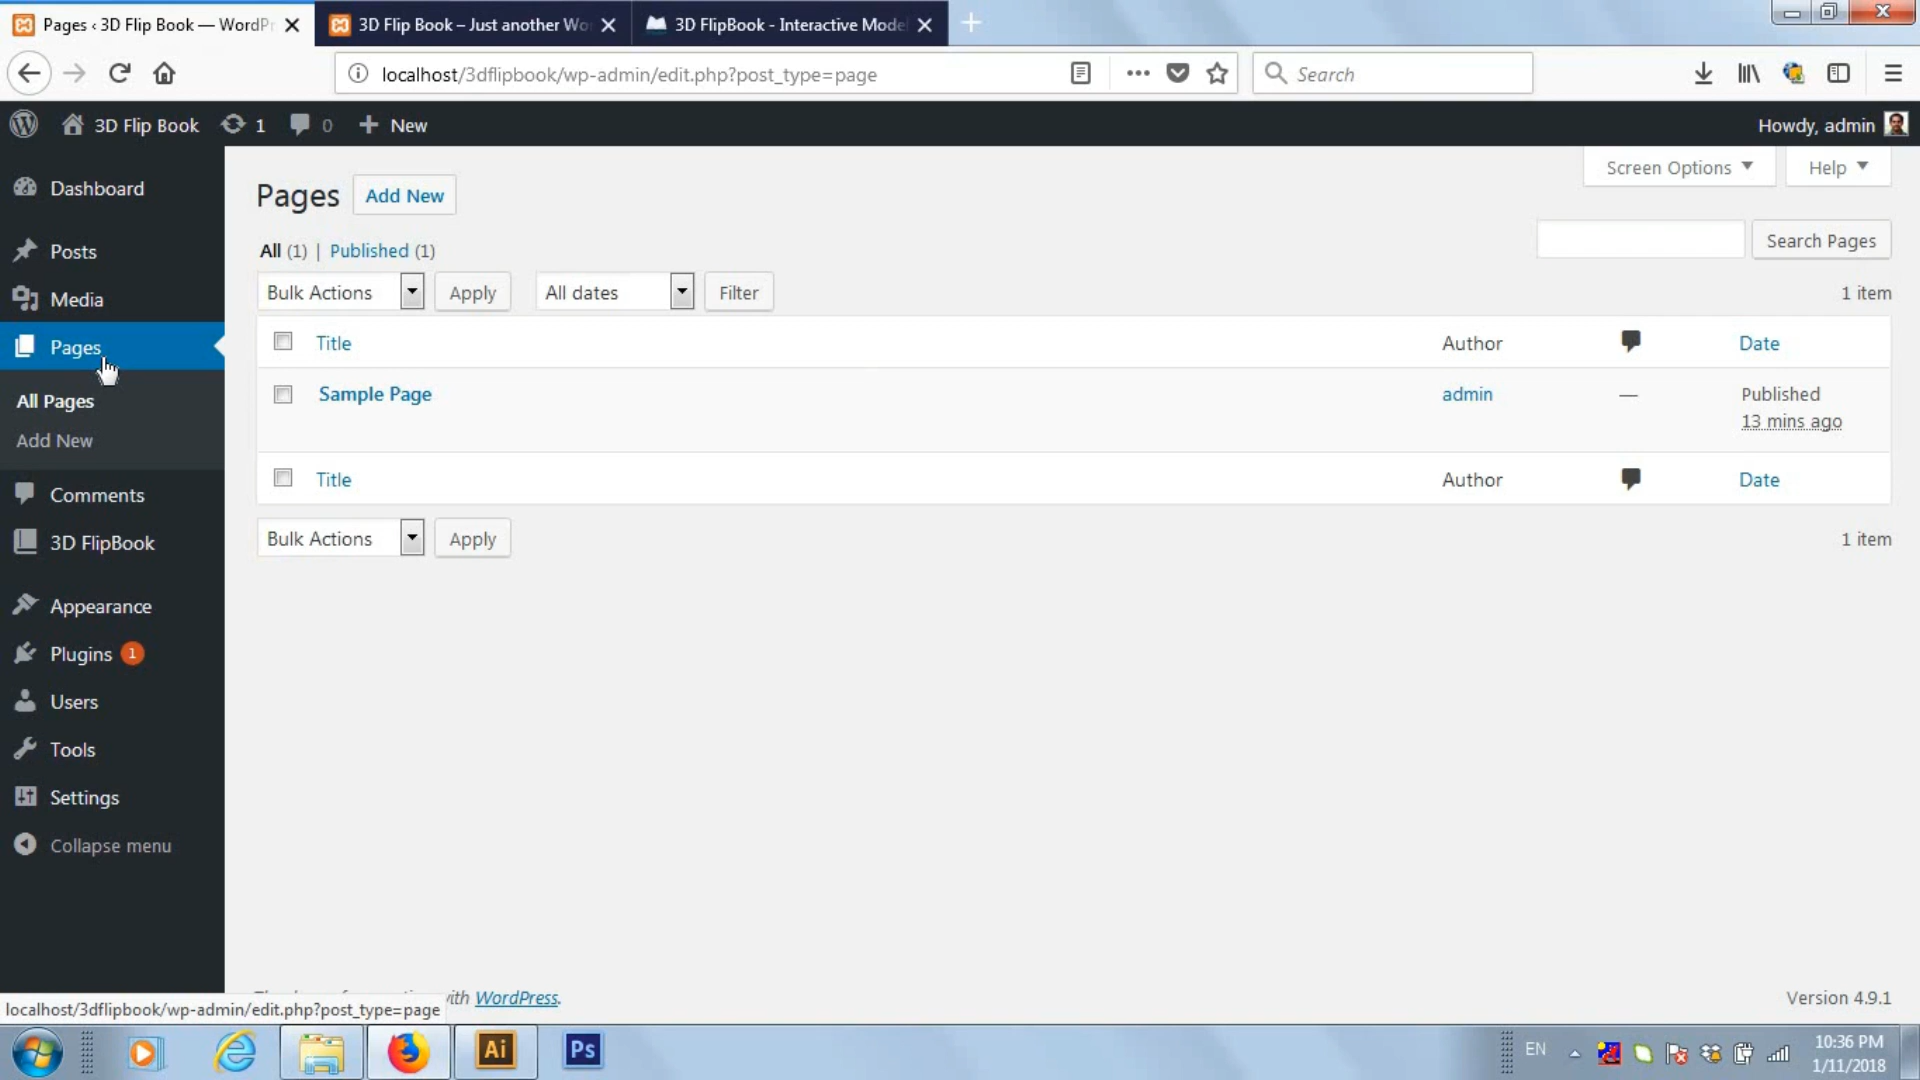 Pages ‹ 3D Flip Book — WordPr
3D Flip Book – Just another Wo
3D FlipBook - Interactive Mode
localhost/3dflipbook/wp-admin/edit.php?post_type=page
Search
3D Flip Book
1
0
New
Howdy, admin
Screen Options
Help
Dashboard
Posts
Media
Pages
All Pages
Add New
Comments
3D FlipBook
Appearance
Plugins 1
Users
Tools
Settings
Collapse menu
Pages
Add New
Search Pages
All (1) | Published (1)
Bulk Actions
Apply
All dates
Filter
1 item
Title
Author
Date
Sample Page
admin
—
Published
13 mins ago
Title
Author
Date
Bulk Actions
Apply
1 item
with WordPress.
Version 4.9.1
localhost/3dflipbook/wp-admin/edit.php?post_type=page
Ai
Ps
EN
10:36 PM
1/11/2018